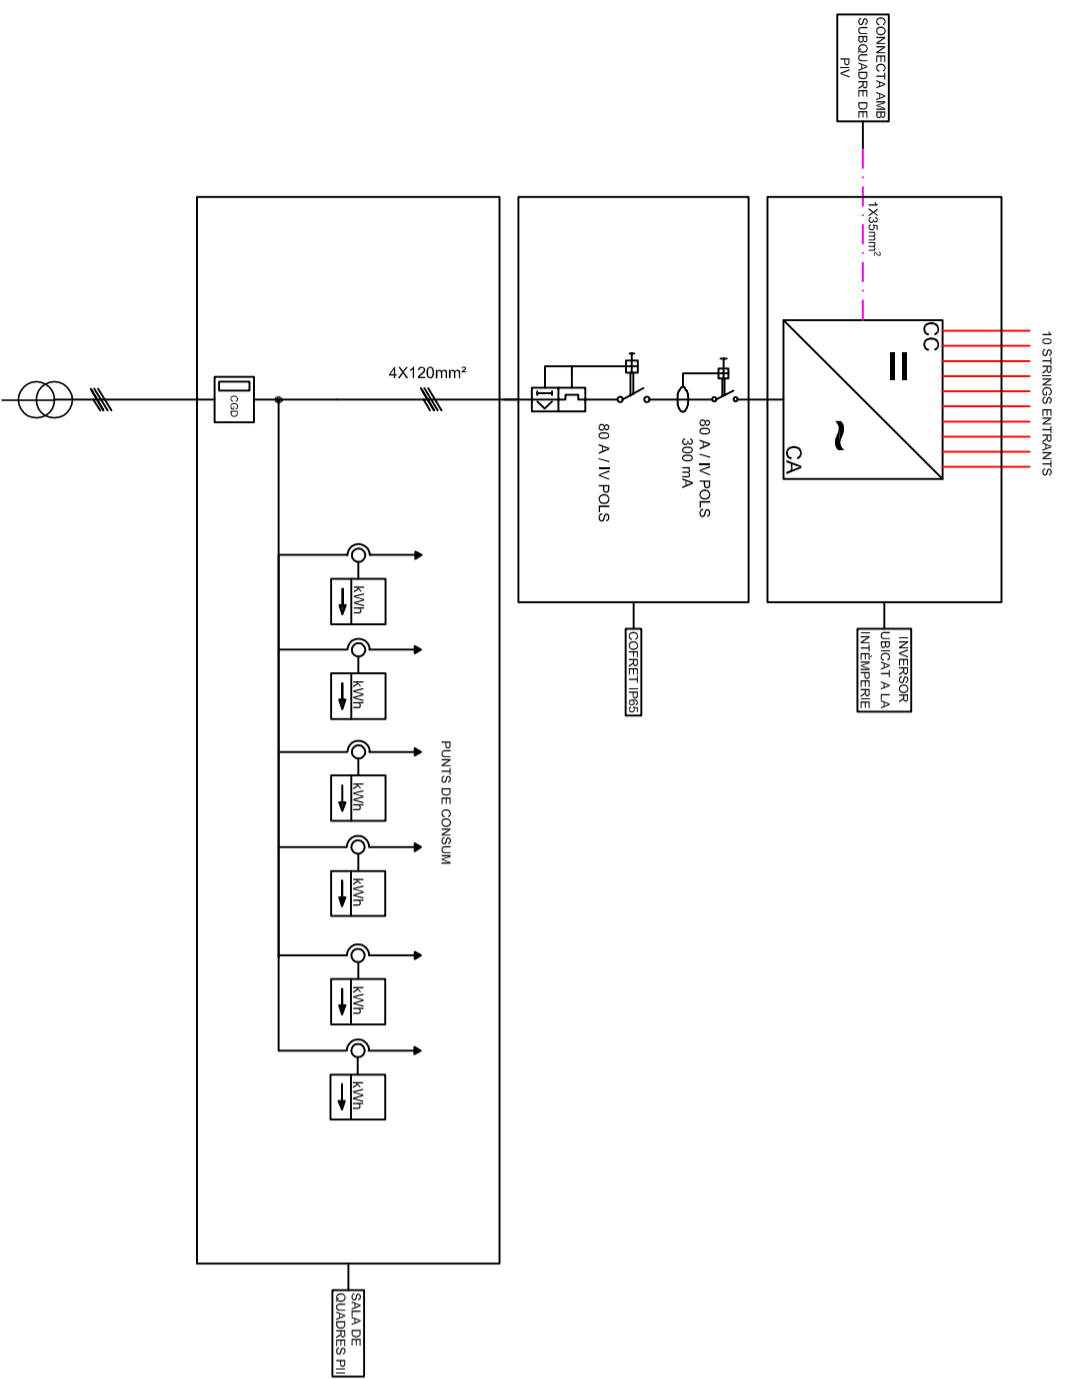 10 STRINGS ENTRANTS
CONNECTA AMB
SUBQUADRE DE
PIV
1X35mm²
CC
=
~
CA
INVERSOR
UBICAT A LA
INTEMPÈRIE
80 A / IV POLS
300 mA
80 A / IV POLS
COFRET IP65
4X120mm²
CGD
PUNTS DE CONSUM
kWh
kWh
kWh
kWh
kWh
kWh
SALA DE
QUADRES PII